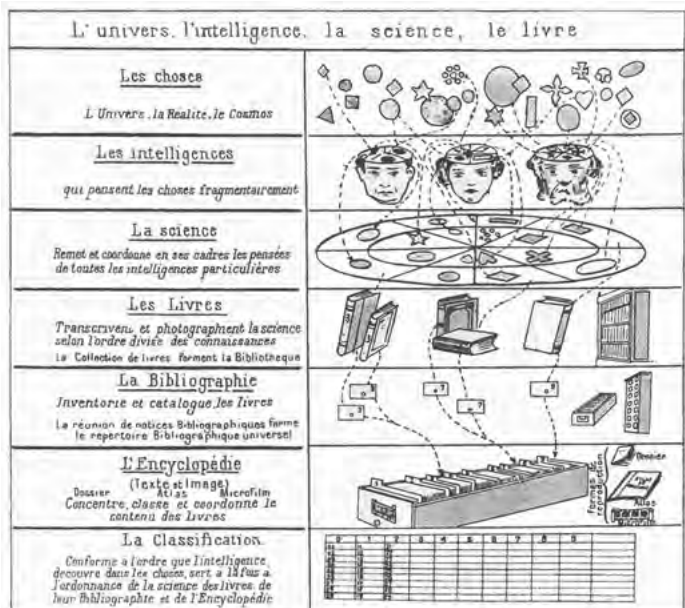 L'univers, l'intelligence, la science, le livre
Les choses
L'Univers, la Réalité, le Cosmos
Les intelligences
qui pensent les choses fragmentairement
La science
Remet et coordonne en ses cadres les pensées
de toutes les intelligences particulières
Les Livres
Transcrivent et photographient la science
selon l'ordre divisé des connaissances
La Collection de livres forment la Bibliothèque
La Bibliographie
Inventorie et catalogue les livres
La réunion de notices Bibliographiques forme
le repertoire Bibliographique universel
L'Encyclopédie
(Texte et Image)
Dossier Atlas Microfilm
Concentre, classe et coordonne le
contenu des Livres
Formes de
reproduction
Dossier
Atlas
Microfilm
La Classification
Conforme à l'ordre que l'intelligence
découvre dans les choses, sert à la fois à
l'ordonnance de la science des livres de
leur Bibliographie et de l'Encyclopédie
0 1 2 3 4 5 6 7 8 9